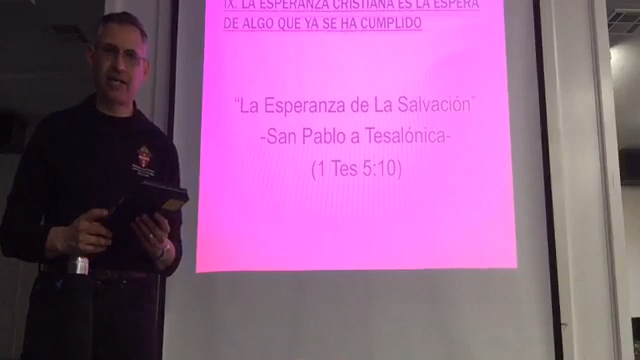 IX. LA ESPERANZA CRISTIANA ES LA ESPERA
DE ALGO QUE YA SE HA CUMPLIDO
“La Esperanza de La Salvación”
-San Pablo a Tesalónica-
(1 Tes 5:10)